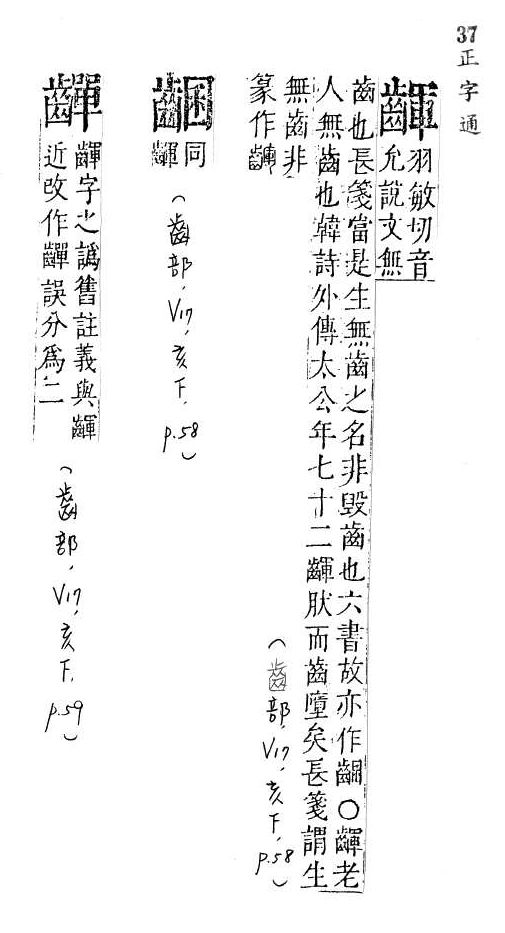 37 正字通
齳
羽敏切音
允說文無
齒也長箋當是生無齒之名非毀齒也六書故亦作齫○齳老
人無齒也韓詩外傳太公年七十二齳肰而齒墮矣長箋謂生
無齒非
篆作齳
(齒部, V17, 亥下, p.58)
齫
同
齳
(齒部, V17, 亥下, p.58)
齳字之譌舊註義與齳
近改作齳誤分爲二
(齒部, V17, 亥下, p.59)